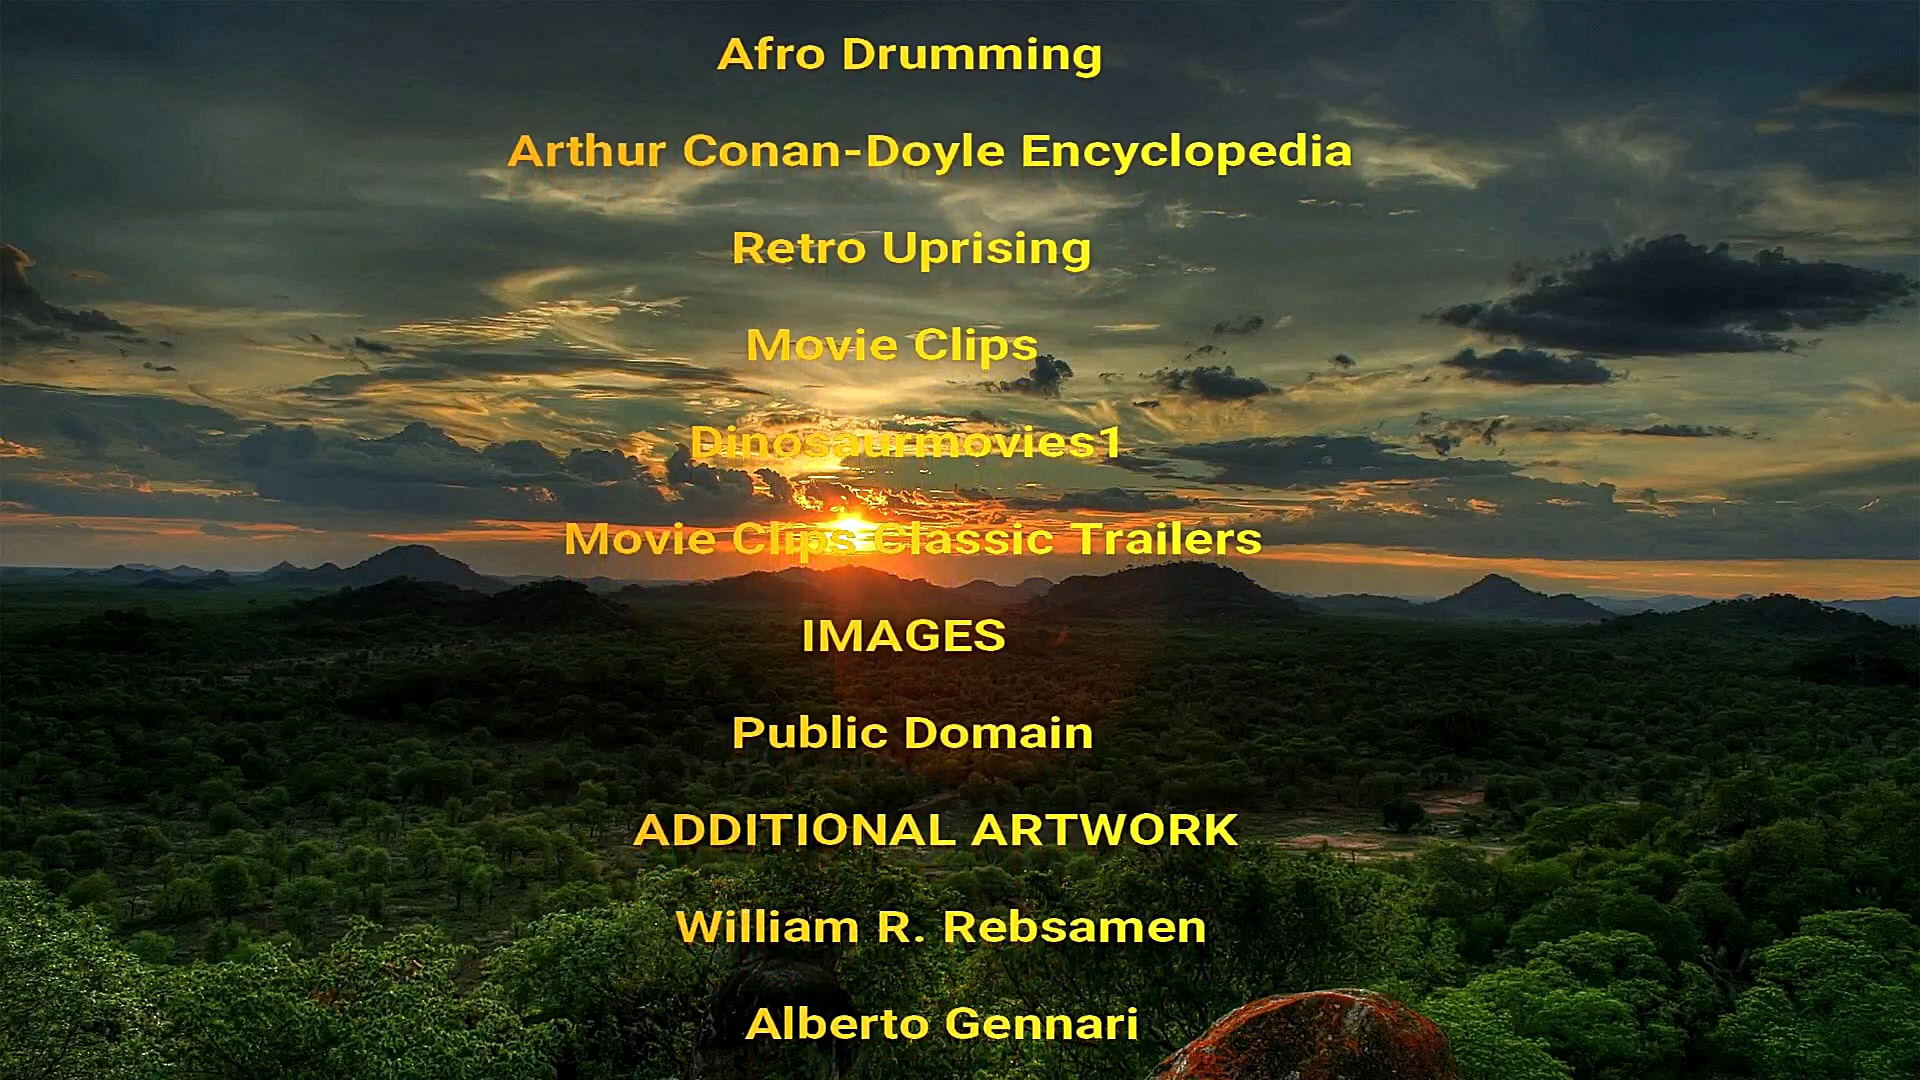 Afro Drumming
Arthur Conan-Doyle Encyclopedia
Retro Uprising
Movie Clips
Dinosaurmovies1
Movie Clips Classic Trailers
IMAGES
Public Domain
ADDITIONAL ARTWORK
William R. Rebsamen
Alberto Gennari